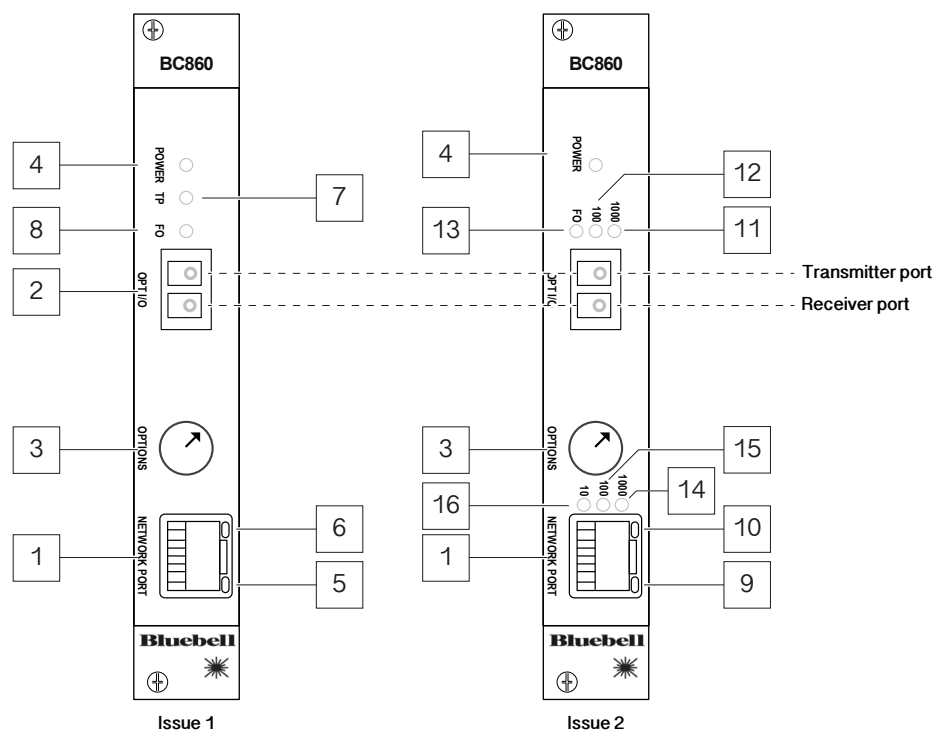 BC860
4
POWER
TP
7
8
FO
2
OPT I/O
3
OPTIONS
6
1
NETWORK PORT
5
Bluebell
Issue 1
BC860
4
POWER
12
13
FO
100
1000
11
OPT I/O
Transmitter port
Receiver port
3
OPTIONS
15
16
10
100
1000
14
10
1
NETWORK PORT
9
Bluebell
Issue 2